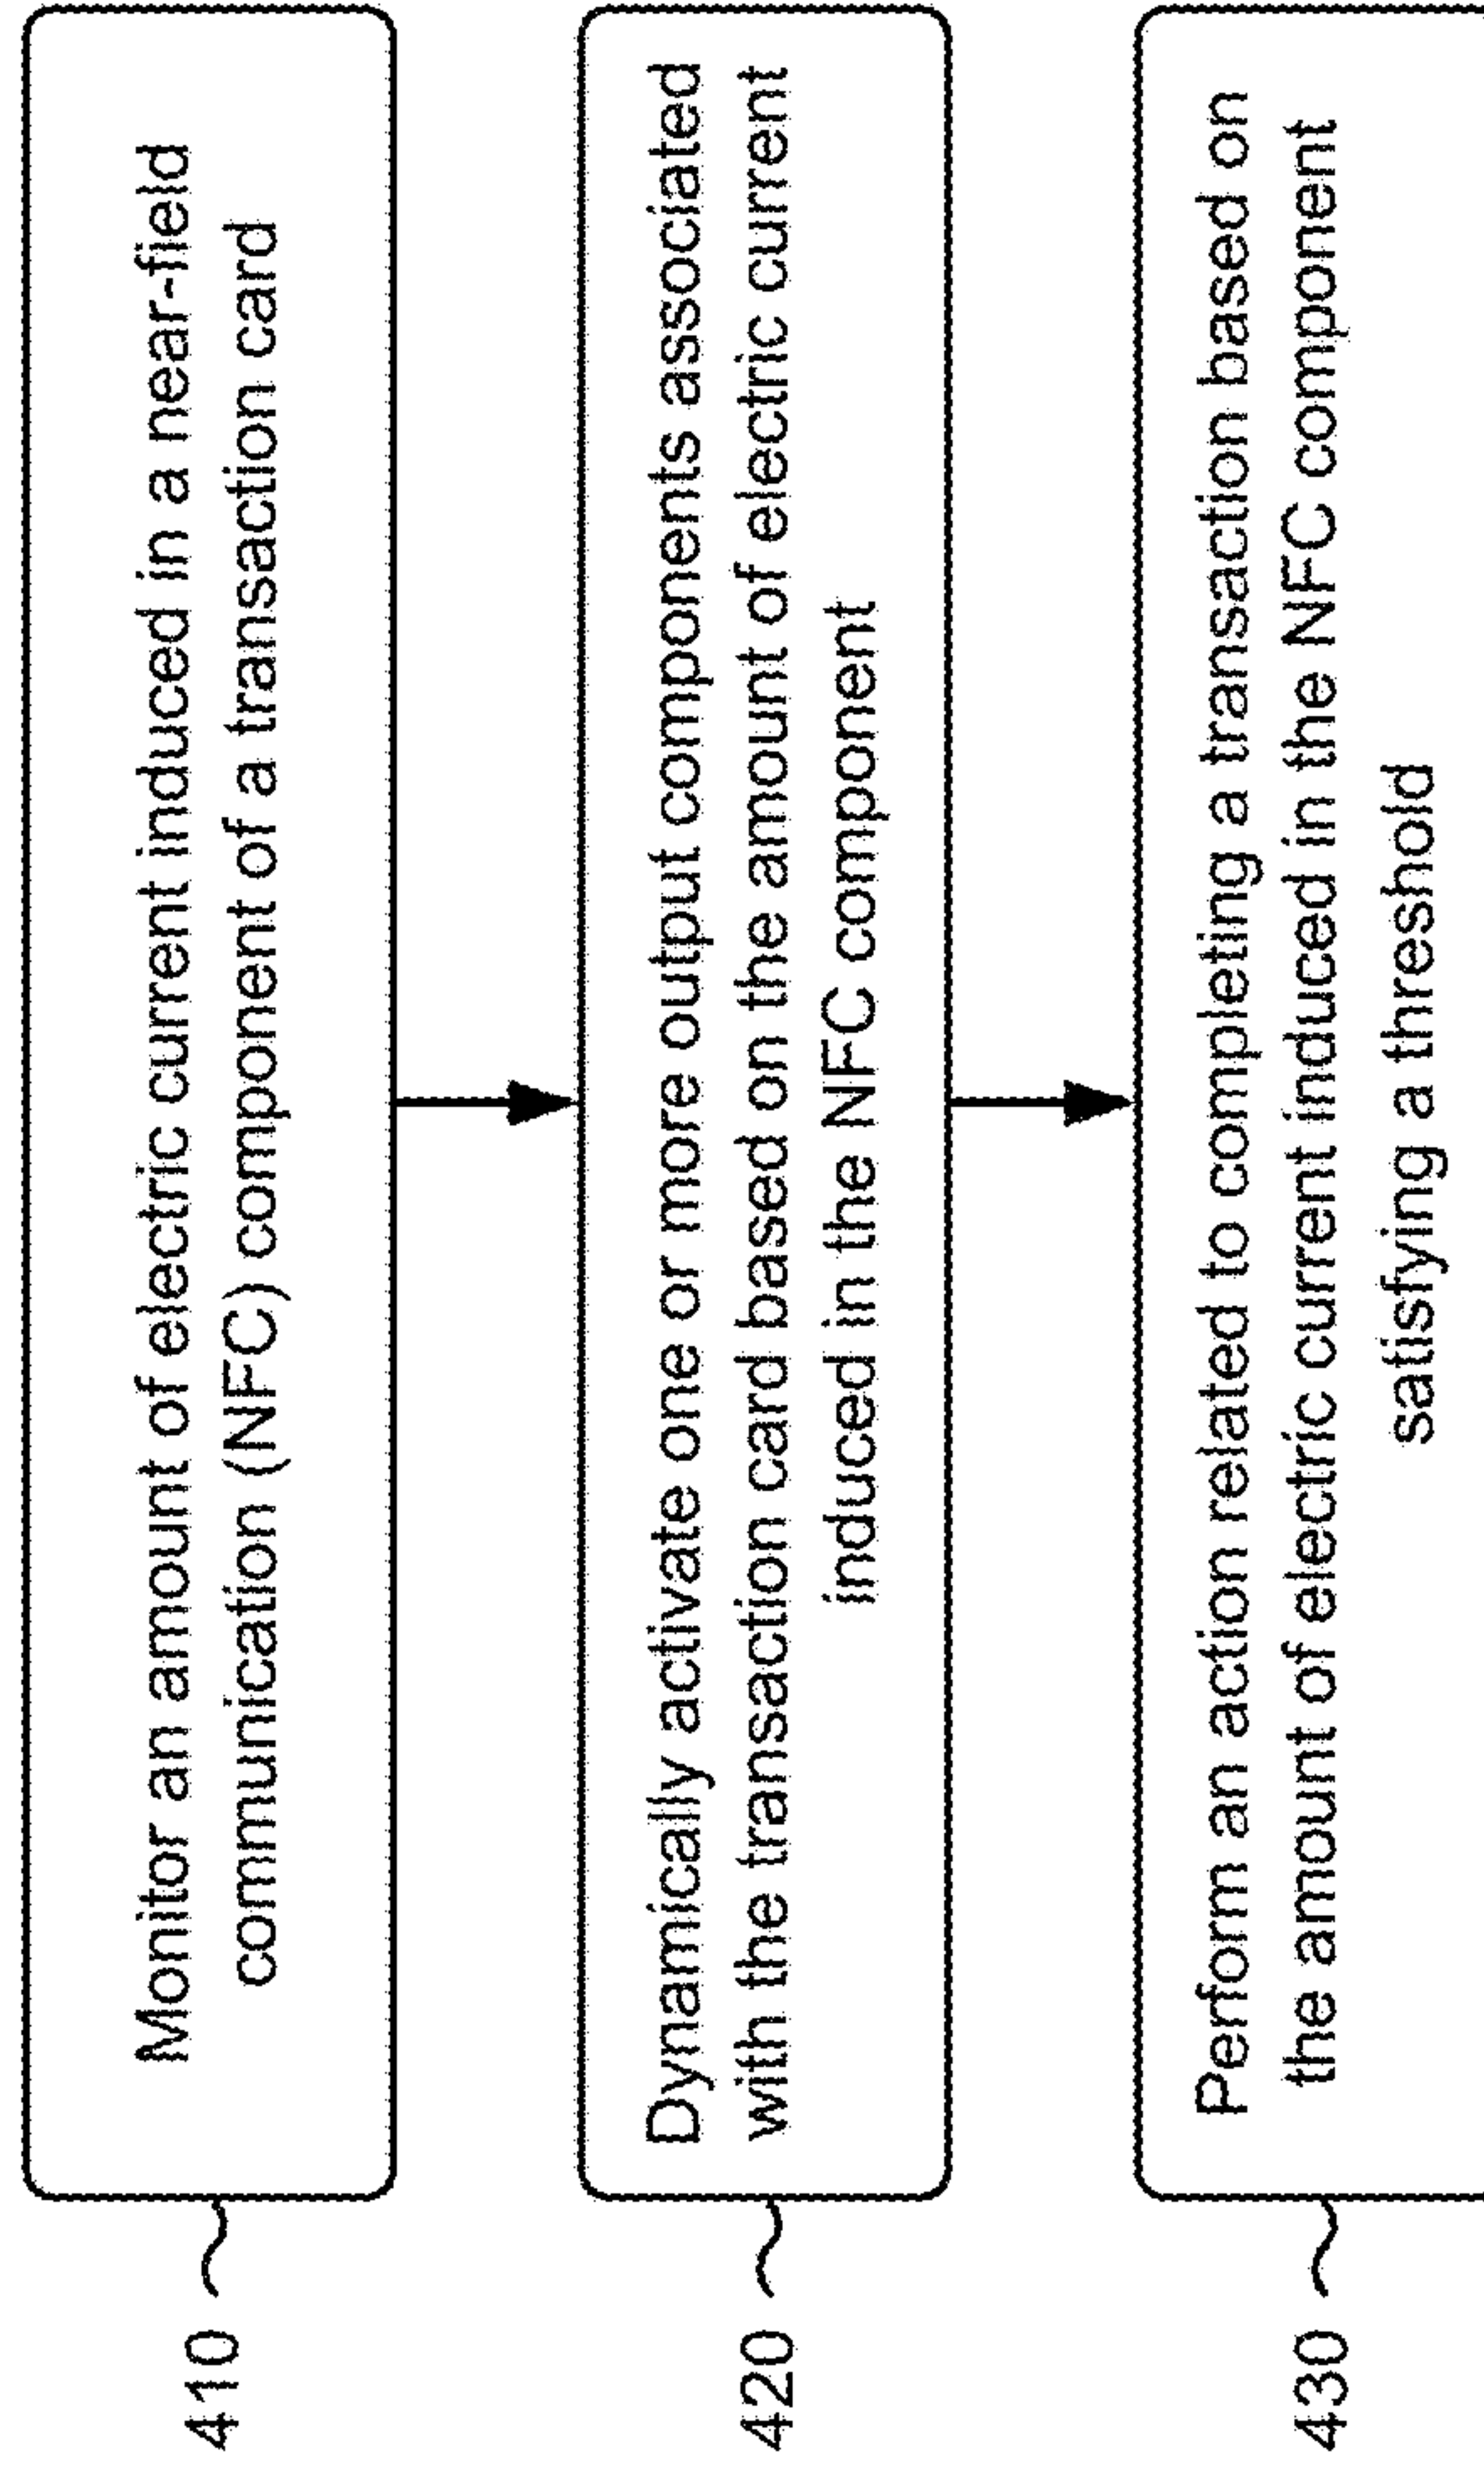 410
Monitor an amount of electric current induced in a near-field
communication (NFC) component of a transaction card
420
Dynamically activate one or more output components associated
with the transaction card based on the amount of electric current
induced in the NFC component
430
Perform an action related to completing a transaction based on
the amount of electric current induced in the NFC component
satisfying a threshold